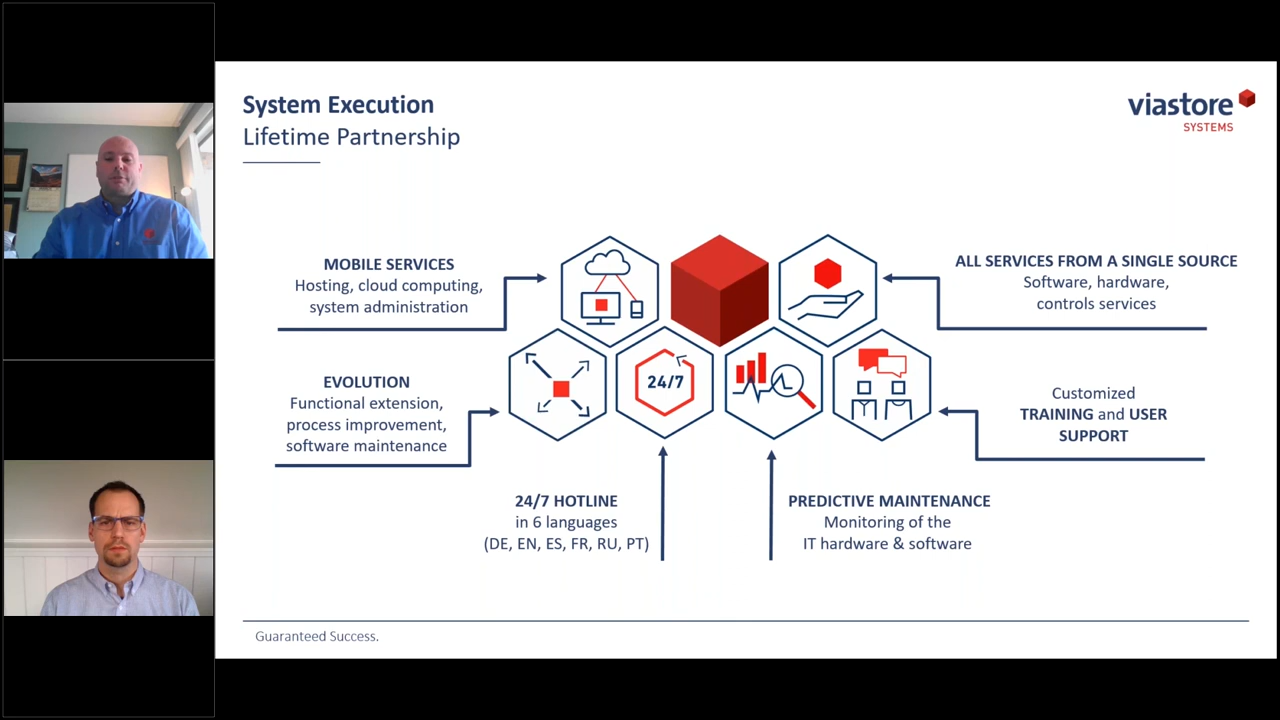 System Execution
Lifetime Partnership
viastore
SYSTEMS
MOBILE SERVICES
Hosting, cloud computing,
system administration
ALL SERVICES FROM A SINGLE SOURCE
Software, hardware,
controls services
EVOLUTION
Functional extension,
process improvement,
software maintenance
24/7
Customized
TRAINING and USER
SUPPORT
24/7 HOTLINE
in 6 languages
(DE, EN, ES, FR, RU, PT)
PREDICTIVE MAINTENANCE
Monitoring of the
IT hardware & software
Guaranteed Success.